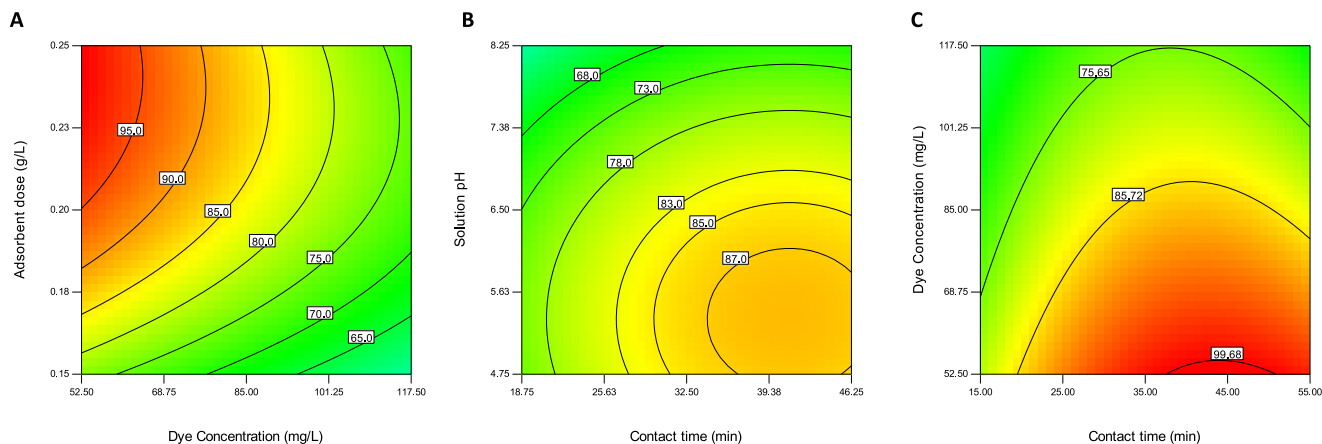 A
B
C
0.25
0.23
0.20
0.18
0.15
Adsorbent dose (g/L)
95.0
90.0
85.0
80.0
75.0
70.0
65.0
52.50 68.75 85.00 101.25 117.50
Dye Concentration (mg/L)
8.25
7.38
6.50
5.63
4.75
Solution pH
68.0
73.0
78.0
83.0
85.0
87.0
18.75 25.63 32.50 39.38 46.25
Contact time (min)
117.50
101.25
85.00
68.75
52.50
Dye Concentration (mg/L)
75.65
85.72
99.68
15.00 25.00 35.00 45.00 55.00
Contact time (min)